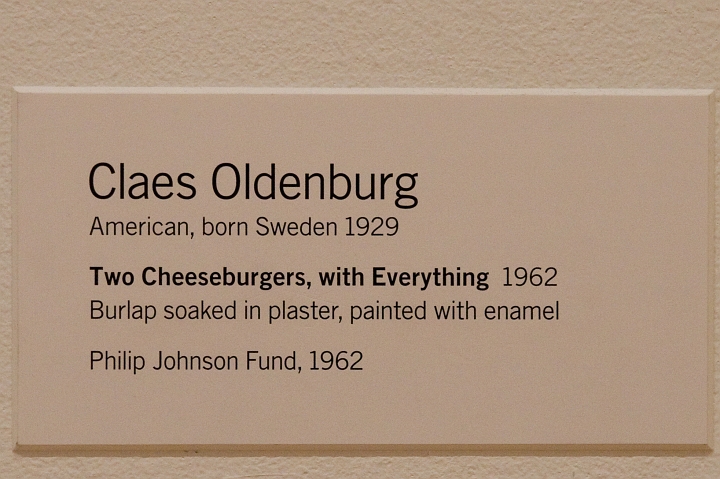 Claes Oldenburg
American, born Sweden 1929
Two Cheeseburgers, with Everything 1962
Burlap soaked in plaster, painted with enamel
Philip Johnson Fund, 1962